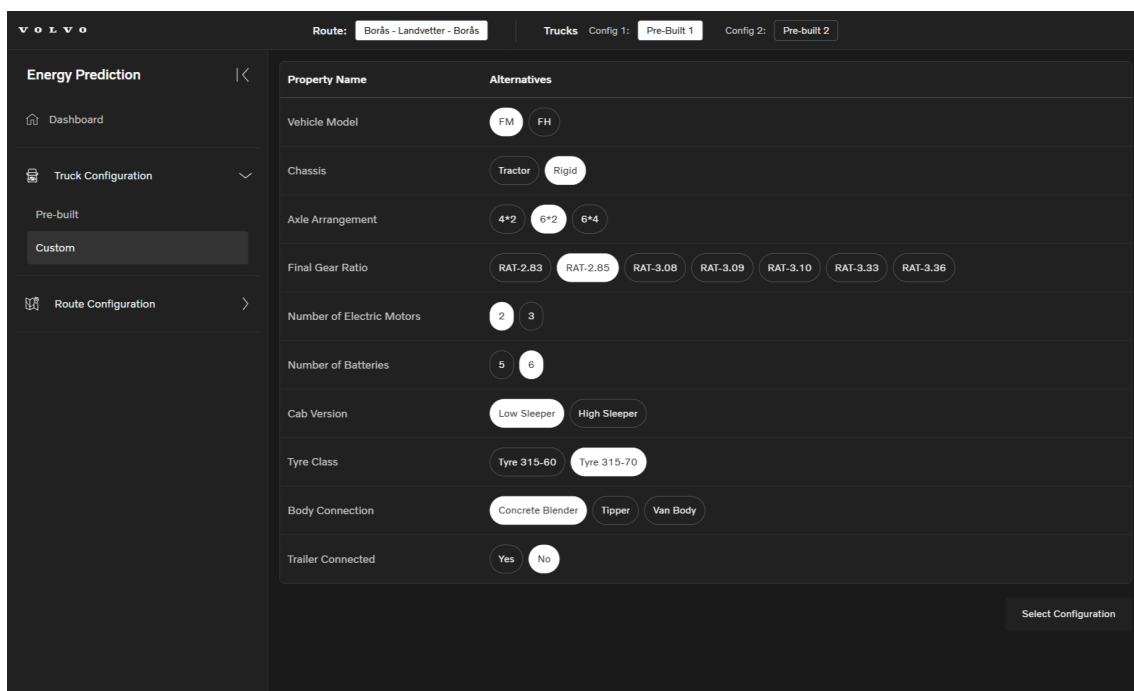 VOLVO
Route: Borås - Landvetter - Borås Trucks Config 1: Pre-Built 1 Config 2: Pre-built 2
Energy Prediction
Dashboard
Truck Configuration
Pre-built
Custom
Route Configuration
Property Name Alternatives
Vehicle Model FM FH
Chassis Tractor Rigid
Axle Arrangement 4*2 6*2 6*4
Final Gear Ratio RAT-2.83 RAT-2.85 RAT-3.08 RAT-3.09 RAT-3.10 RAT-3.33 RAT-3.36
Number of Electric Motors 2 3
Number of Batteries 5 6
Cab Version Low Sleeper High Sleeper
Tyre Class Tyre 315-60 Tyre 315-70
Body Connection Concrete Blender Tipper Van Body
Trailer Connected Yes No
Select Configuration